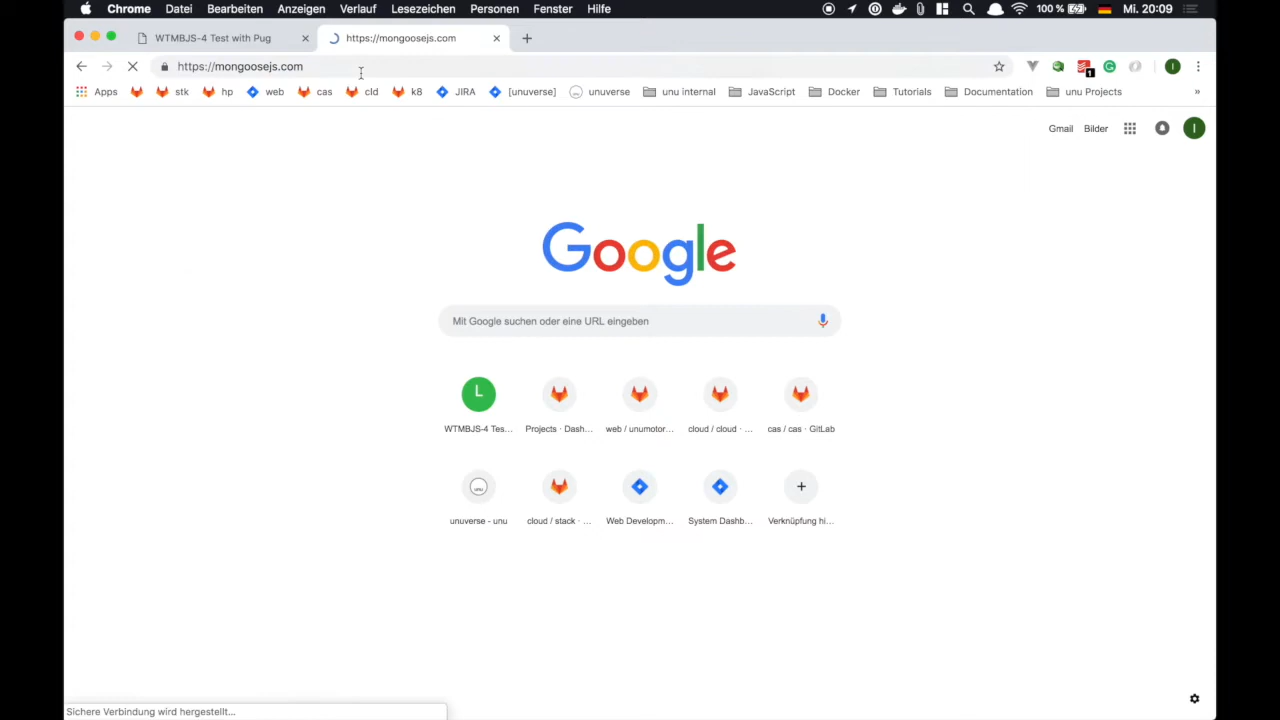 Chrome Datei Bearbeiten Anzeigen Verlauf Lesezeichen Personen Fenster Hilfe 100 % Mi. 20:09
WTMBJS-4 Test with Pug https://mongoosejs.com
https://mongoosejs.com 1 I
Apps stk hp web cas cld k8 JIRA [unuverse] unuverse unu internal JavaScript Docker Tutorials Documentation unu Projects »
Gmail Bilder I
Google
Mit Google suchen oder eine URL eingeben
L
WTMBJS-4 Tes... Projects · Dash... web / unumotor... cloud / cloud · ... cas / cas · GitLab
unu
unuverse - unu cloud / stack · ... Web Developm... System Dashb... Verknüpfung hi...
Sichere Verbindung wird hergestellt...